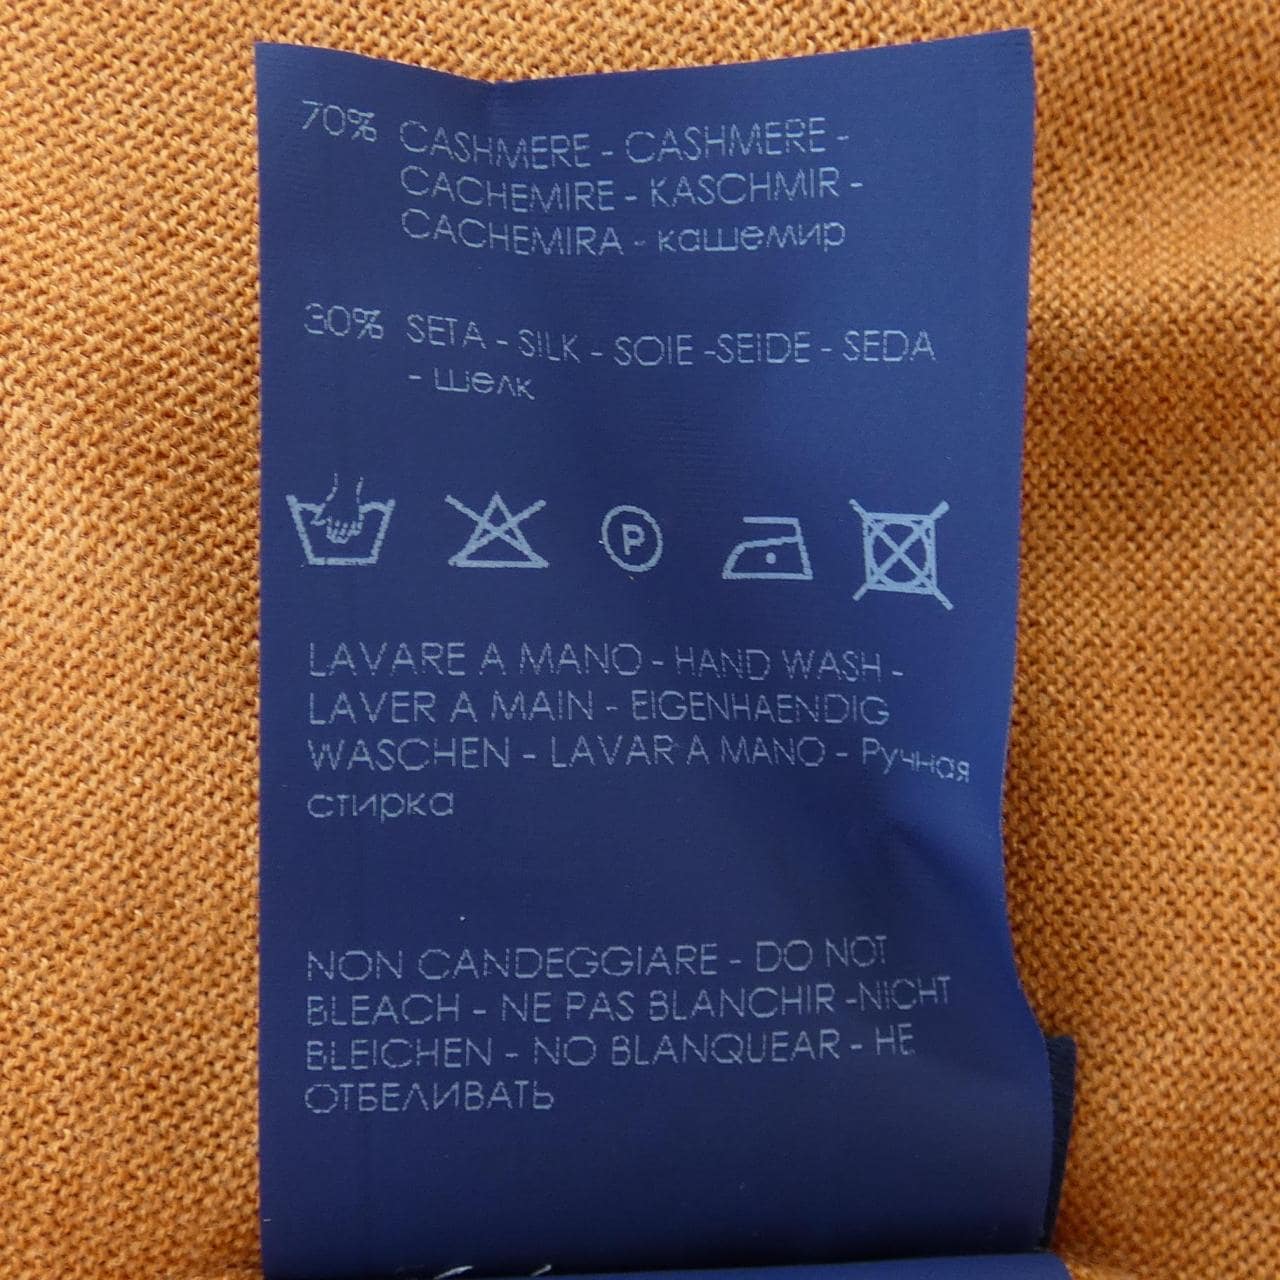 70% CASHMERE - CASHMERE -
CACHEMIRE - KASCHMIR -
CACHEMIRA - кашемир
30% SETA - SILK - SOIE -SEIDE - SEDA
- шелк
P
LAVARE A MANO - HAND WASH -
LAVER A MAIN - EIGENHAENDIG
WASCHEN - LAVAR A MANO - Ручная
стирка
NON CANDEGGIARE - DO NOT
BLEACH - NE PAS BLANCHIR -NICHT
BLEICHEN - NO BLANQUEAR - НЕ
ОТБЕЛИВАТЬ